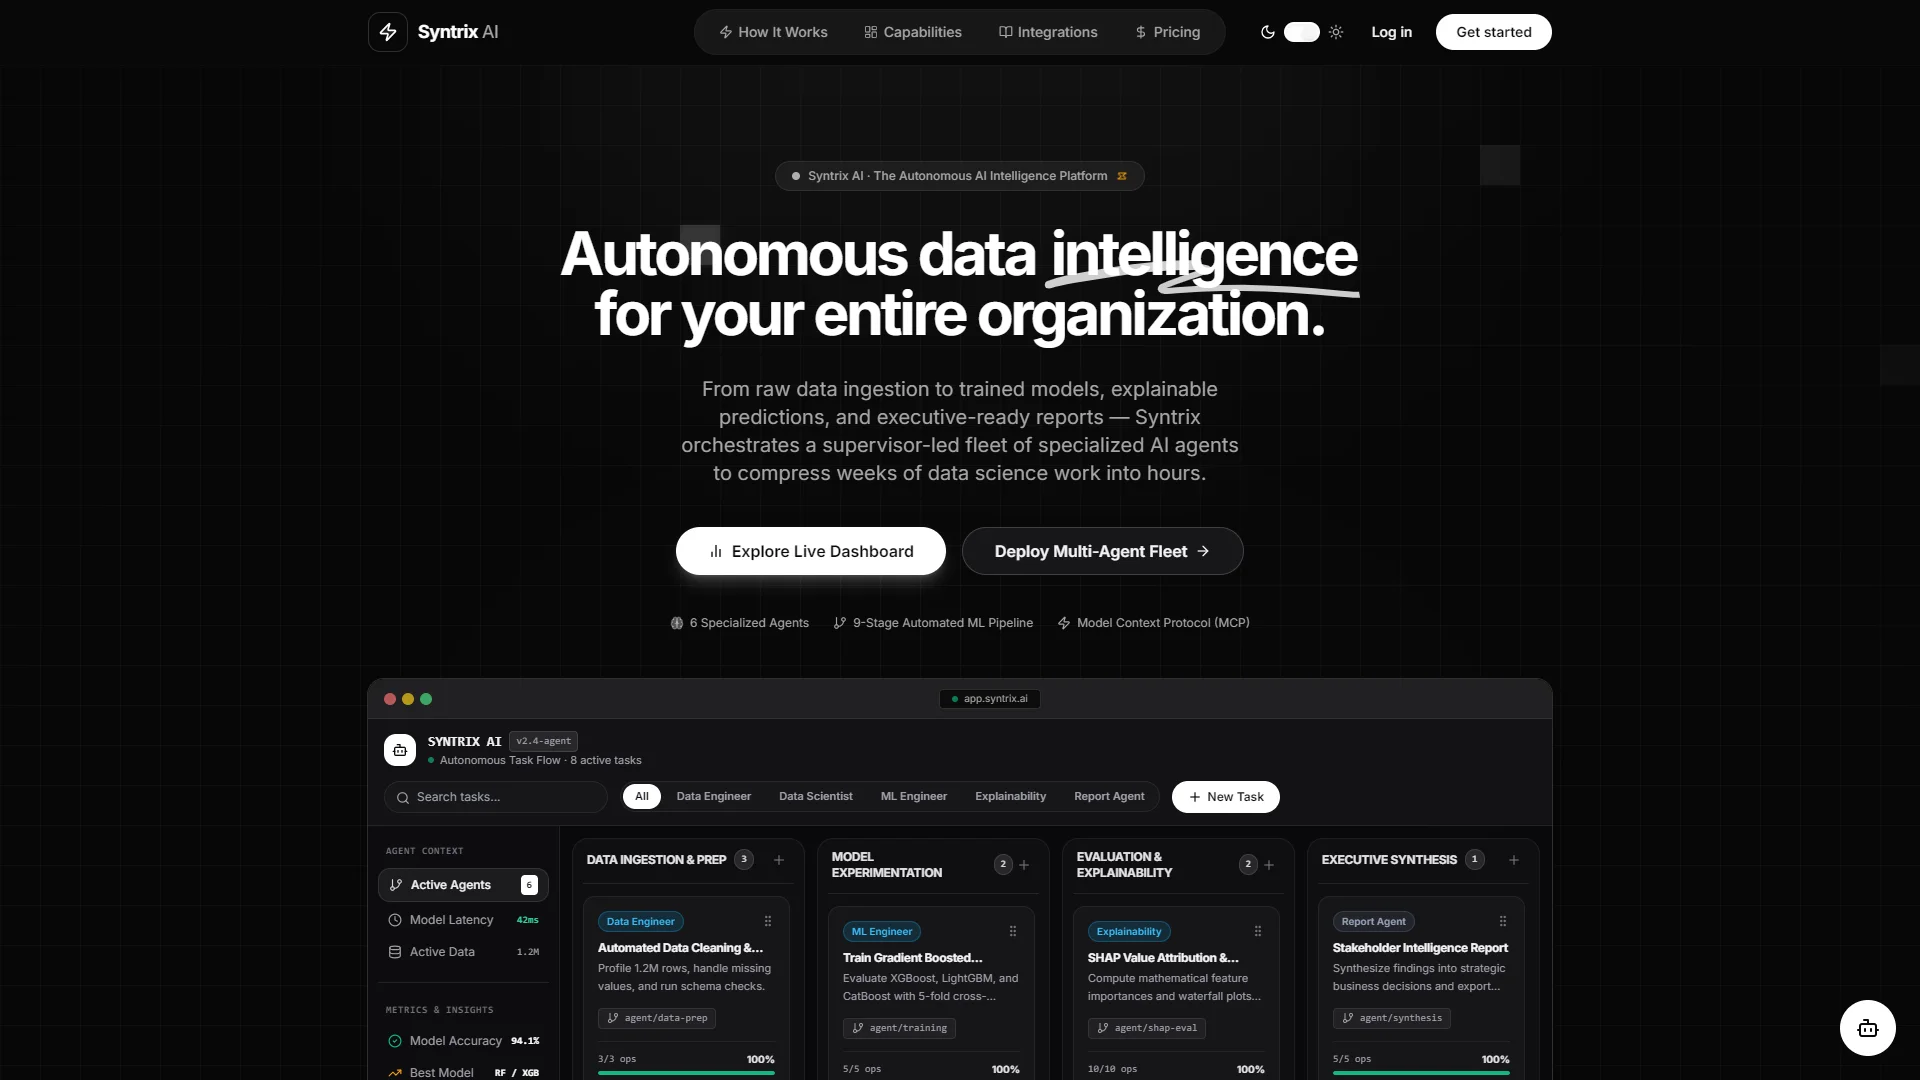 Syntrix AI
How It Works
Capabilities
Integrations
Pricing
Log in
Get started
Syntrix AI · The Autonomous AI Intelligence Platform
Autonomous data intelligence
for your entire organization.
From raw data ingestion to trained models, explainable
predictions, and executive-ready reports — Syntrix
orchestrates a supervisor-led fleet of specialized AI agents
to compress weeks of data science work into hours.
Explore Live Dashboard
Deploy Multi-Agent Fleet
6 Specialized Agents
9-Stage Automated ML Pipeline
Model Context Protocol (MCP)
app.syntrix.ai
SYNTRIX AI v2.4-agent
Autonomous Task Flow · 8 active tasks
Search tasks...
All
Data Engineer
Data Scientist
ML Engineer
Explainability
Report Agent
New Task
AGENT CONTEXT
Active Agents 6
Model Latency 42ms
Active Data 1.2M
METRICS & INSIGHTS
Model Accuracy 94.1%
Best Model RF / XGB
DATA INGESTION & PREP 3
Data Engineer
Automated Data Cleaning &...
Profile 1.2M rows, handle missing
values, and run schema checks.
agent/data-prep
3/3 ops 100%
MODEL
EXPERIMENTATION 2
ML Engineer
Train Gradient Boosted...
Evaluate XGBoost, LightGBM, and
CatBoost with 5-fold cross-...
agent/training
5/5 ops 100%
EVALUATION &
EXPLAINABILITY 2
Explainability
SHAP Value Attribution &...
Compute mathematical feature
importances and waterfall plots...
agent/shap-eval
10/10 ops 100%
EXECUTIVE SYNTHESIS 1
Report Agent
Stakeholder Intelligence Report
Synthesize findings into strategic
business decisions and export...
agent/synthesis
5/5 ops 100%